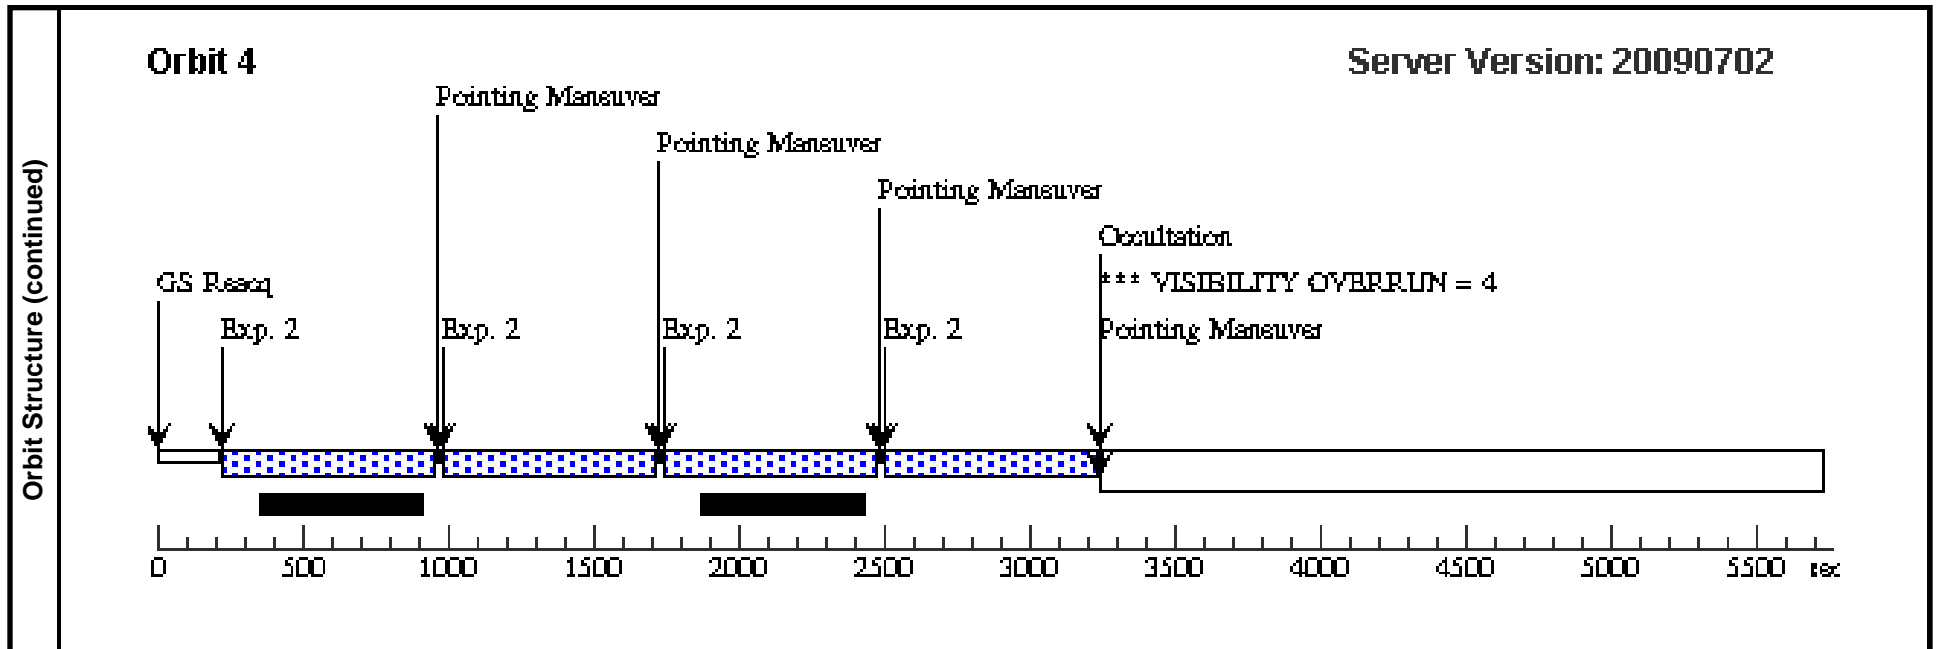 Orbit Structure (continued)
Orbit 4
Server Version: 20090702
Pointing Maneuver
Pointing Maneuver
Pointing Maneuver
Occultation
GS Reacq
*** VISIBILITY OVERRUN = 4
Exp. 2 Exp. 2 Exp. 2 Exp. 2 Pointing Maneuver
0 500 1000 1500 2000 2500 3000 3500 4000 4500 5000 5500 sec